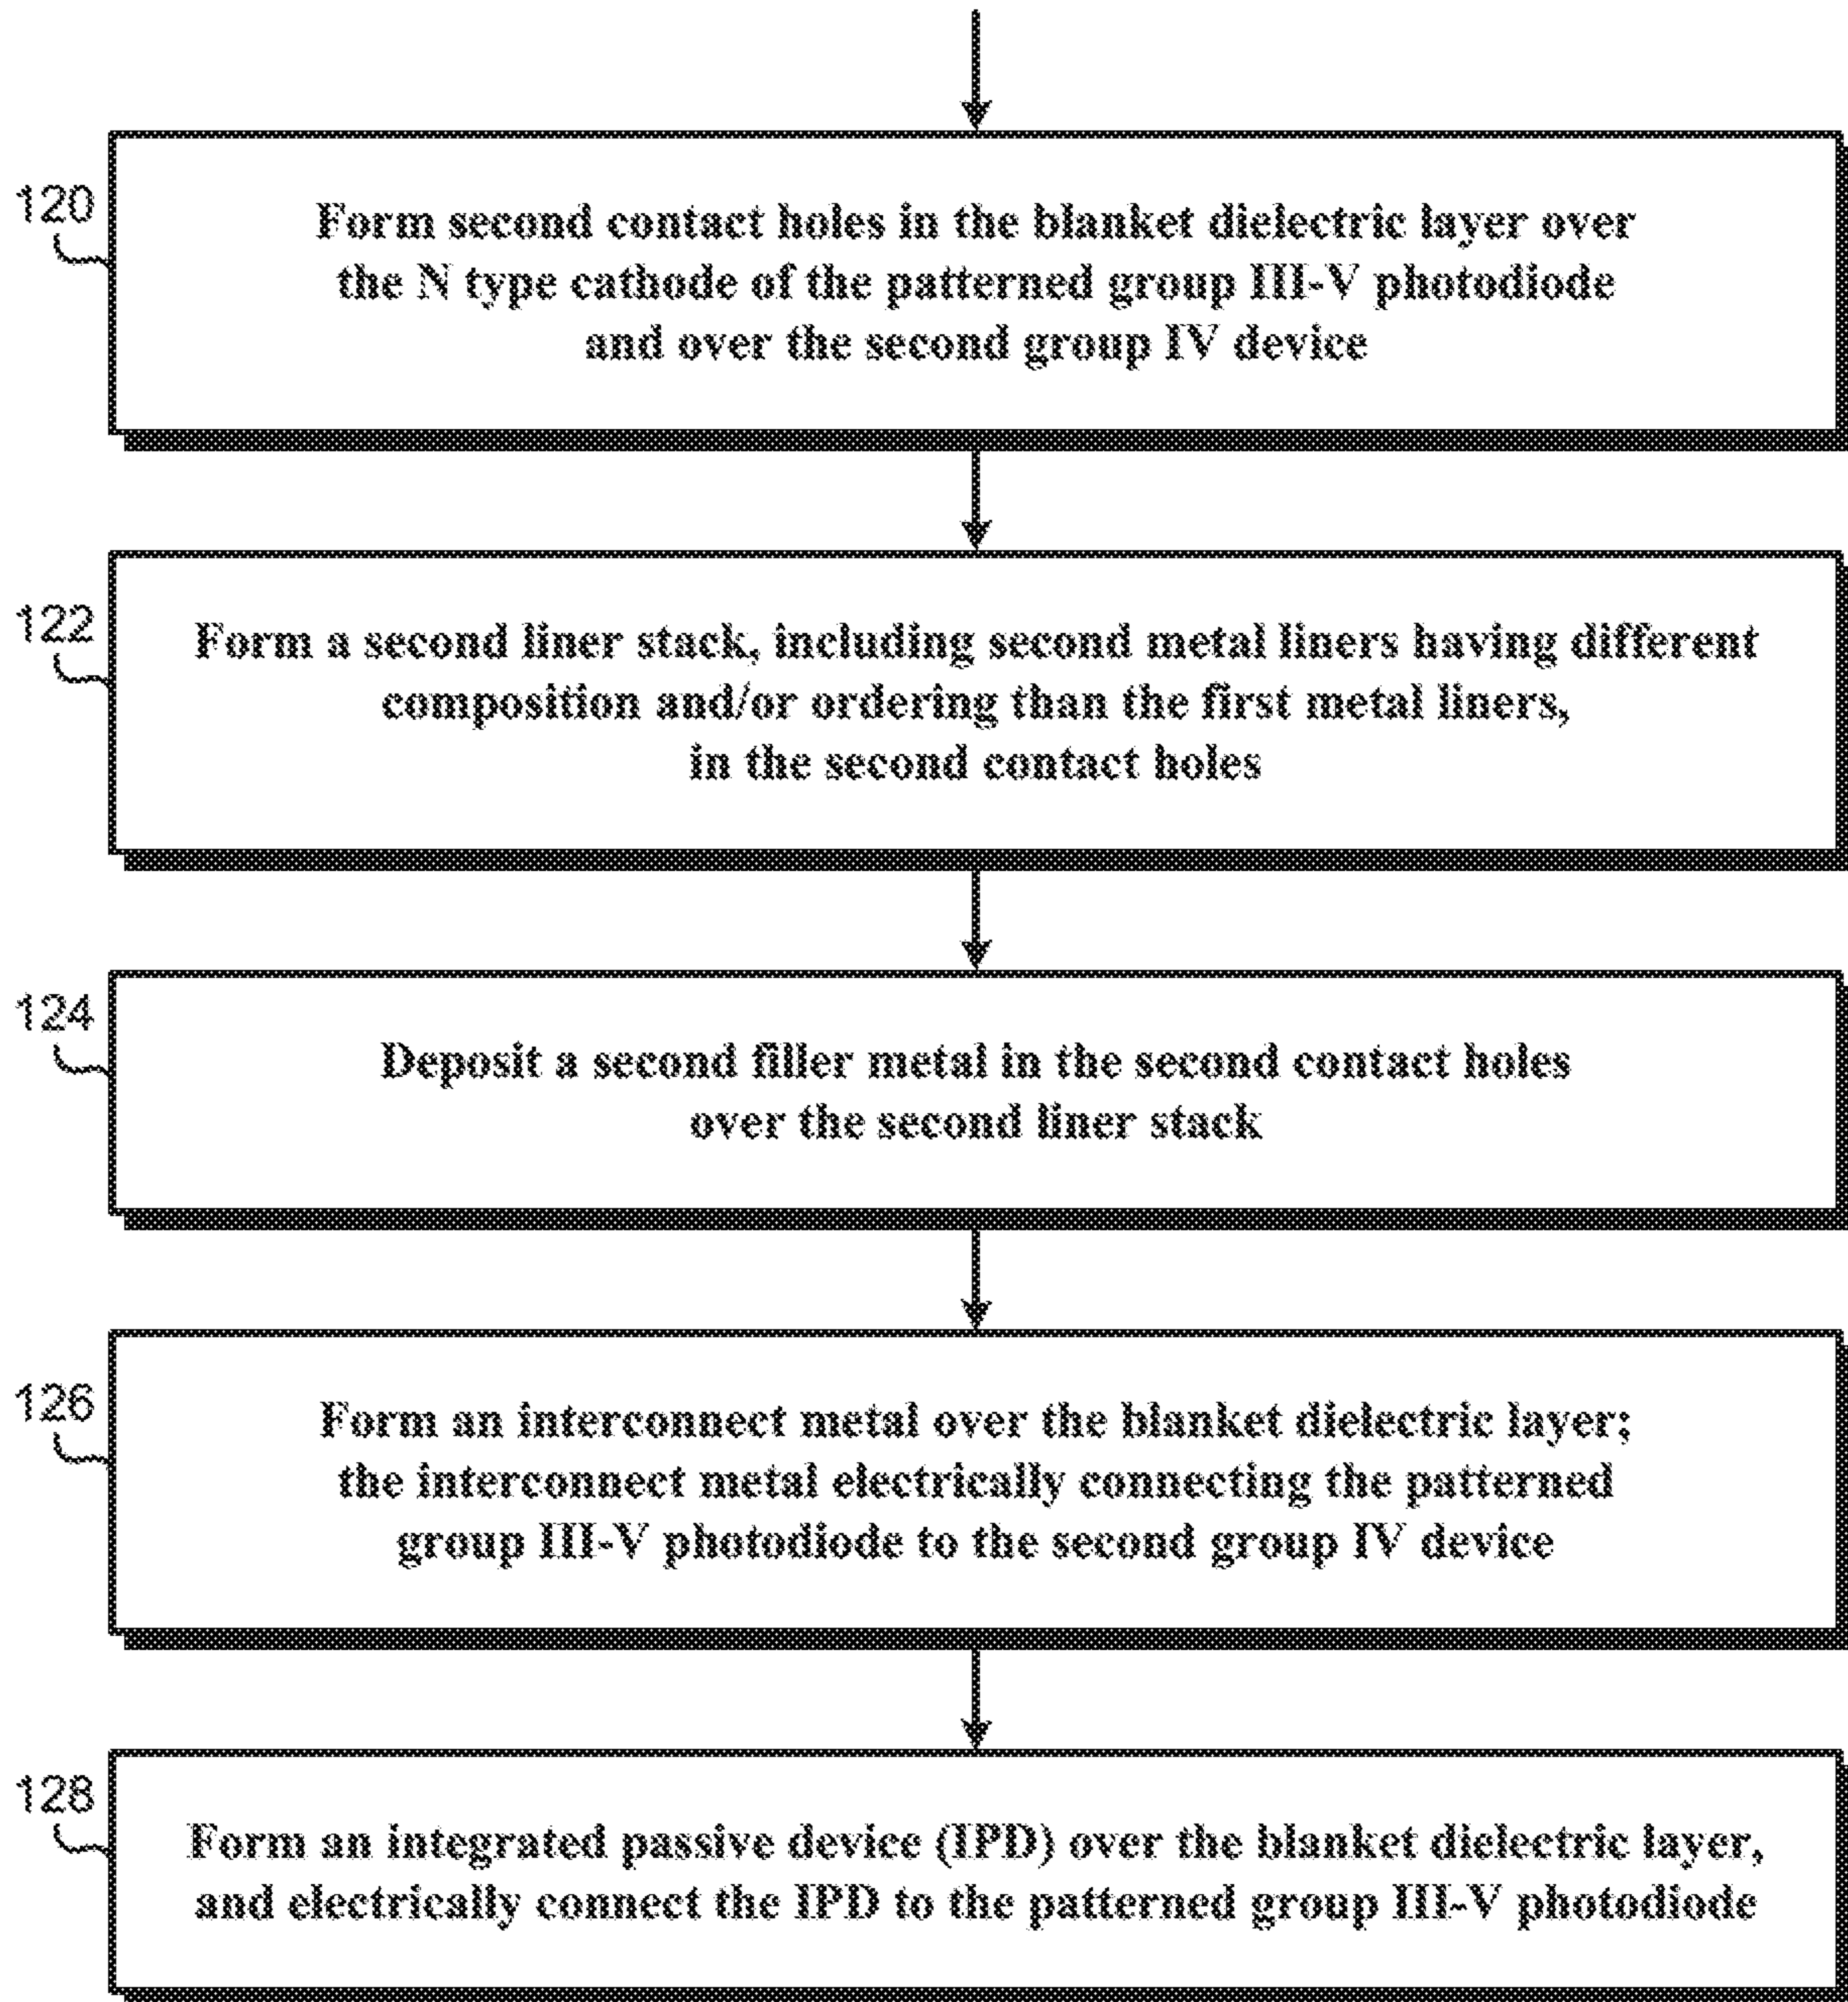 120
Form second contact holes in the blanket dielectric layer over
the N type cathode of the patterned group III-V photodiode
and over the second group IV device
122
Form a second liner stack, including second metal liners having different
composition and/or ordering than the first metal liners,
in the second contact holes
124
Deposit a second filler metal in the second contact holes
over the second liner stack
126
Form an interconnect metal over the blanket dielectric layer;
the interconnect metal electrically connecting the patterned
group III-V photodiode to the second group IV device
128
Form an integrated passive device (IPD) over the blanket dielectric layer,
and electrically connect the IPD to the patterned group III-V photodiode